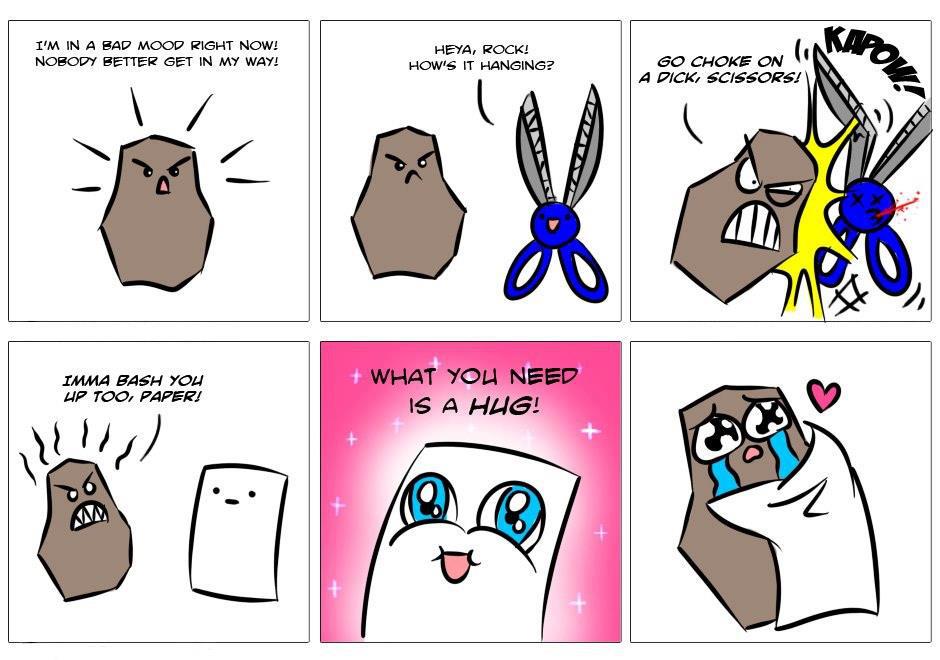 I'M IN A BAD MOOD RIGHT NOW!
NOBODY BETTER GET IN MY WAY!
HEYA, ROCK!
HOW'S IT HANGING?
GO CHOKE ON
A DICK, SCISSORS!
KAPOW!
IMMA BASH YOU
UP TOO, PAPER!
WHAT YOU NEED
IS A HUG!